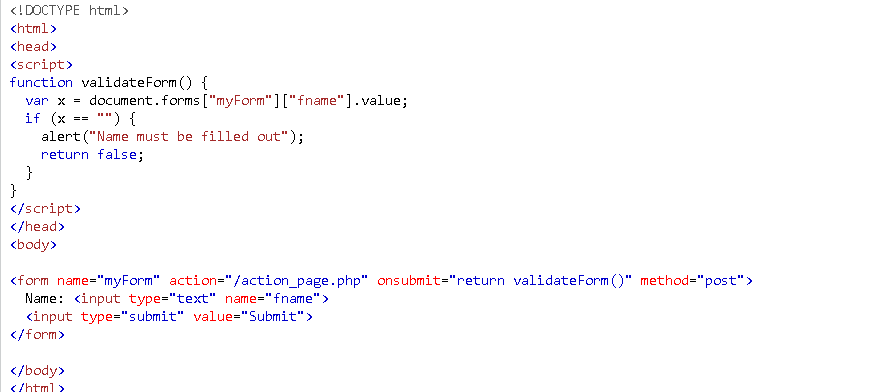 <!DOCTYPE html>
<html>
<head>
<script>
function validateForm() {
  var x = document.forms["myForm"]["fname"].value;
  if (x == "") {
    alert("Name must be filled out");
    return false;
  }
}
</script>
</head>
<body>

<form name="myForm" action="/action_page.php" onsubmit="return validateForm()" method="post">
  Name: <input type="text" name="fname">
  <input type="submit" value="Submit">
</form>

</body>
</html>